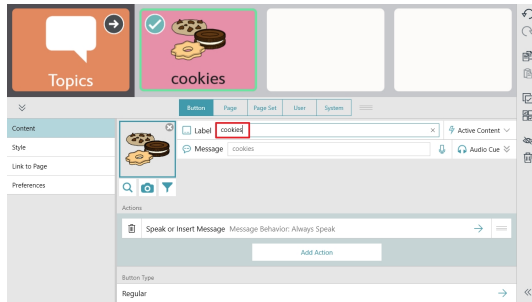 Topics
cookies
Button Page Page Set User System
Content
Style
Link to Page
Preferences
Label cookies Active Content
Message cookies Audio Cue
Actions
Speak or Insert Message Message Behavior: Always Speak
Add Action
Button Type
Regular